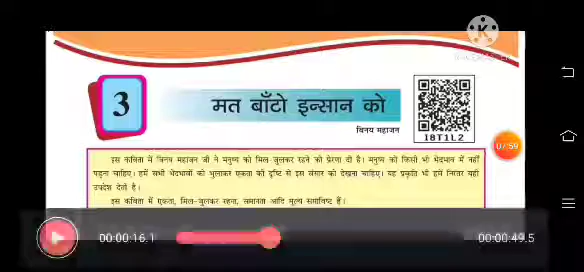 3
मत बाँटो इन्सान को
विनय महाजन
18T1L2
07:59
इस कविता में विनय महाजन जी ने मनुष्य को मिल-जुलकर रहने की प्रेरणा दी है। मनुष्य को किसी भी भेदभाव में नहीं
पड़ना चाहिए। हमें सभी भेदभावों को भुलाकर एकता की दृष्टि से इस संसार को देखना चाहिए। यह प्रकृति भी हमें निरंतर यही
उपदेश देती है।
इस कविता में एकता, मिल-जुलकर रहना, समानता आदि मूल्य समाविष्ट हैं।
00:00:16.1
00:00:49.5